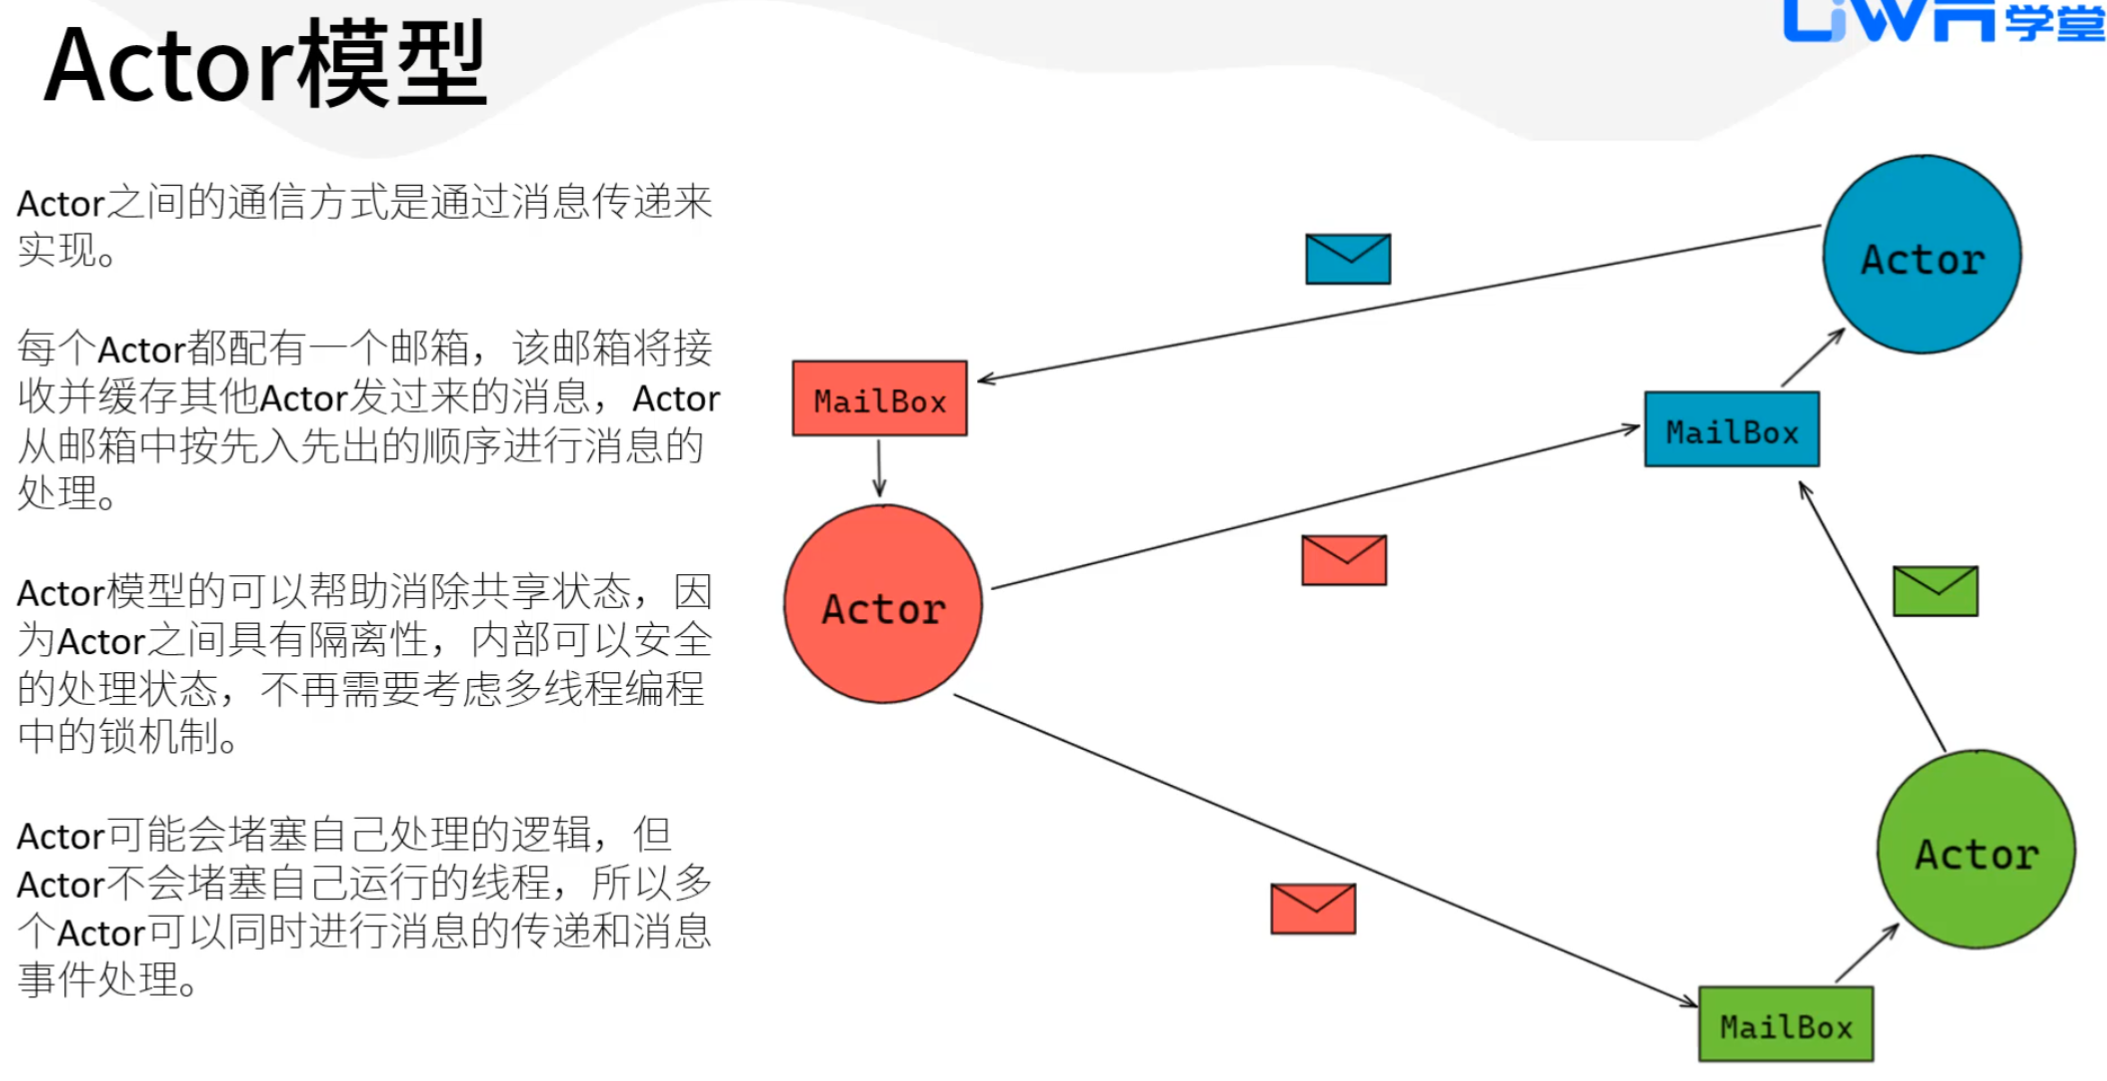 Actor模型
学堂
Actor之间的通信方式是通过消息传递来
实现。
每个Actor都配有一个邮箱，该邮箱将接
收并缓存其他Actor发过来的消息，Actor
从邮箱中按先入先出的顺序进行消息的
处理。
Actor模型的可以帮助消除共享状态，因
为Actor之间具有隔离性，内部可以安全
的处理状态，不再需要考虑多线程编程
中的锁机制。
Actor可能会堵塞自己处理的逻辑，但
Actor不会堵塞自己运行的线程，所以多
个Actor可以同时进行消息的传递和消息
事件处理。
Actor
MailBox
MailBox
Actor
Actor
MailBox